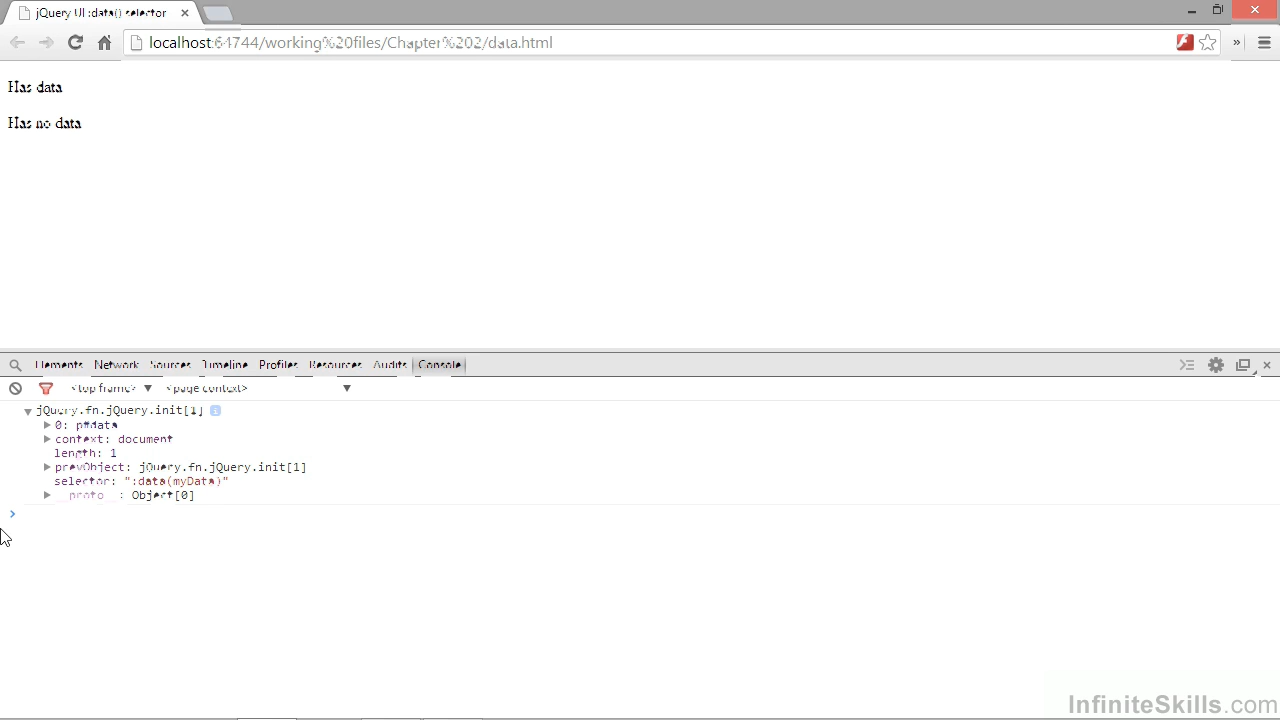 jQuery UI :data() selector
localhost:64744/working%20files/Chapter%202/data.html
Has data
Has no data
Elements Network Sources Timeline Profiles Resources Audits Console
<top frame> <page context>
jQuery.fn.jQuery.init[1]
0: p#data
context: document
length: 1
prevObject: jQuery.fn.jQuery.init[1]
selector: ":data(myData)"
__proto__: Object[0]
InfiniteSkills.com